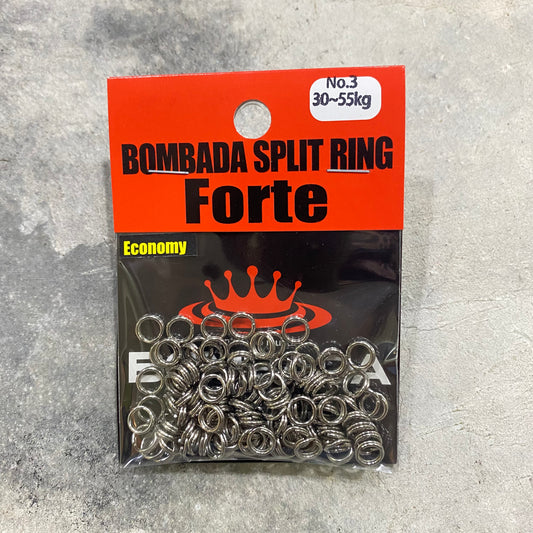 No.3
30~55kg
BOMBADA SPLIT RING
Forte
Economy